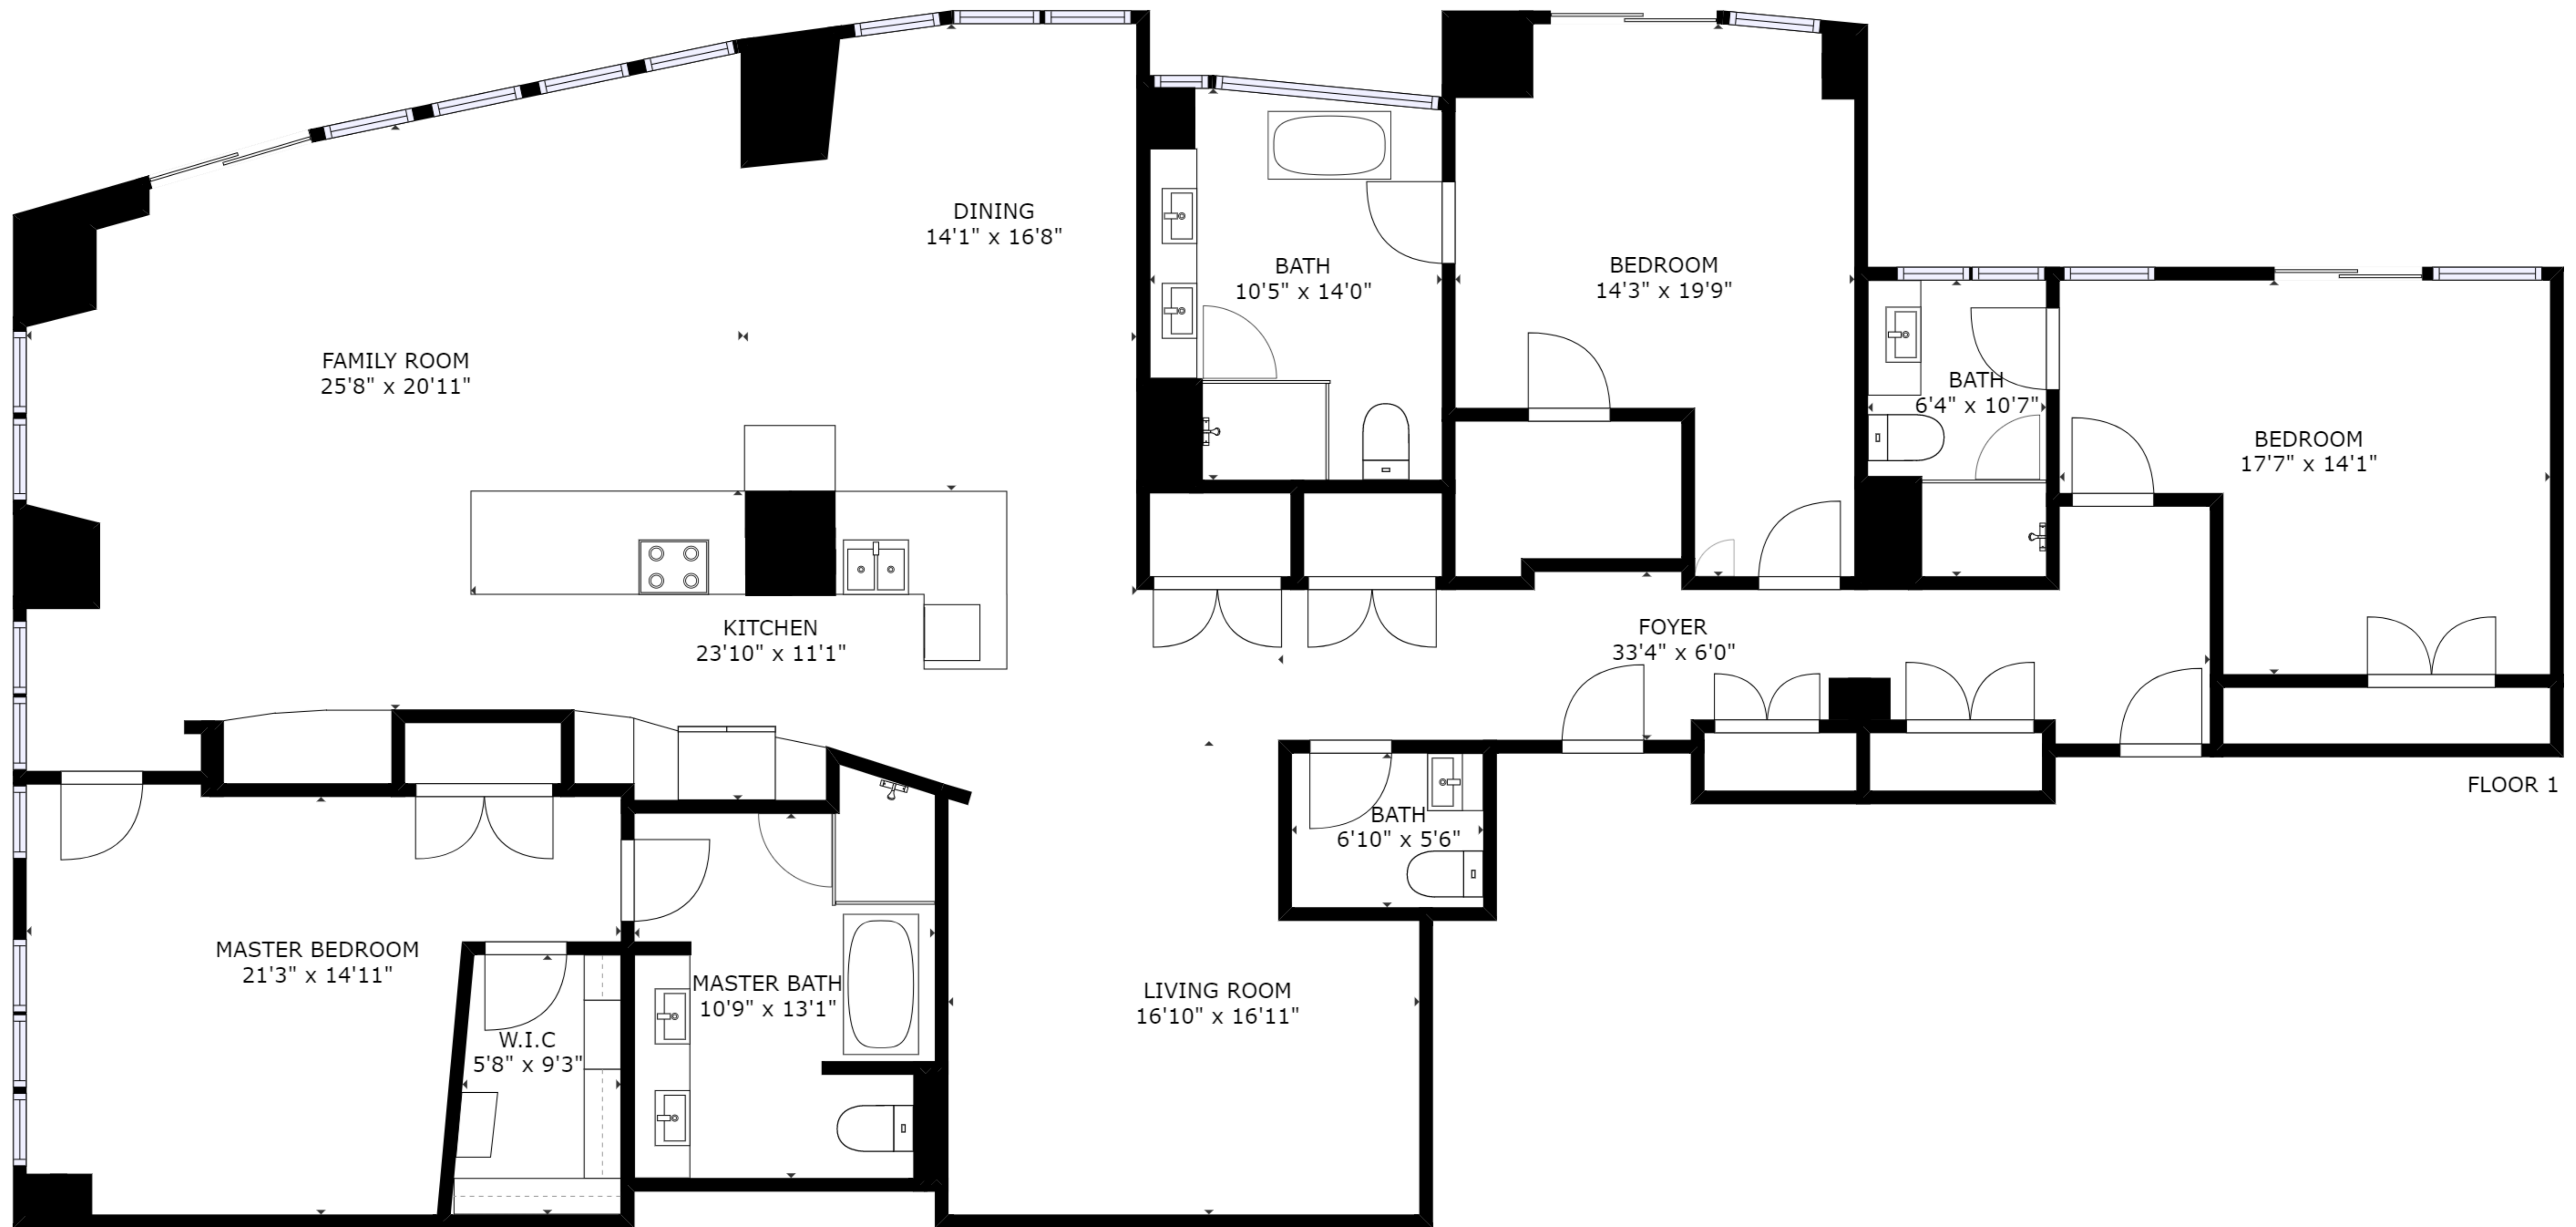 DINING
14'1" x 16'8"
BATH
10'5" x 14'0"
BEDROOM
14'3" x 19'9"
FAMILY ROOM
25'8" x 20'11"
BATH
6'4" x 10'7"
BEDROOM
17'7" x 14'1"
KITCHEN
23'10" x 11'1"
FOYER
33'4" x 6'0"
FLOOR 1
BATH
6'10" x 5'6"
MASTER BEDROOM
21'3" x 14'11"
W.I.C
5'8" x 9'3"
MASTER BATH
10'9" x 13'1"
LIVING ROOM
16'10" x 16'11"